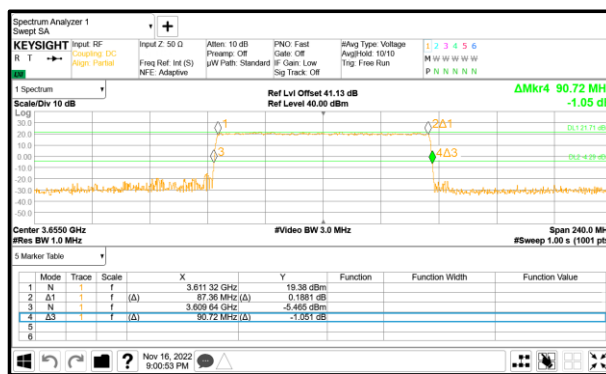 Spectrum Analyzer 1
Swept SA
+
KEYSIGHT Input: RF Input Z: 50 Ω Atten: 10 dB PNO: Fast #Avg Type: Voltage 1 2 3 4 5 6
R T Coupling: DC Preamp: Off Gate: Off Avg|Hold: 10/10 M W W W W W
Align: Partial Freq Ref: Int (S) µW Path: Standard IF Gain: Low Trig: Free Run
NFE: Adaptive Sig Track: Off P N N N N N
1 Spectrum Ref Lvl Offset 41.13 dB ΔMkr4 90.72 MH
Scale/Div 10 dB Ref Level 40.00 dBm -1.05 d
Log
30.0
20.0 1 2Δ1 DL1 21.71 dBm
10.0
0.00 3 4Δ3
-10.0
-20.0
-30.0
-40.0
-50.0
Center 3.6550 GHz #Video BW 3.0 MHz Span 240.0 MH
#Res BW 1.0 MHz #Sweep 1.00 s (1001 pts
5 Marker Table
Mode Trace Scale X Y Function Function Width Function Value
1 N 1 f 3.611 32 GHz 19.38 dBm
2 Δ1 1 f (Δ) 87.36 MHz (Δ) 0.1881 dB
3 N 1 f 3.609 64 GHz -5.465 dBm
4 Δ3 1 f (Δ) 90.72 MHz (Δ) -1.051 dB
5
6
? Nov 16, 2022
9:00:53 PM